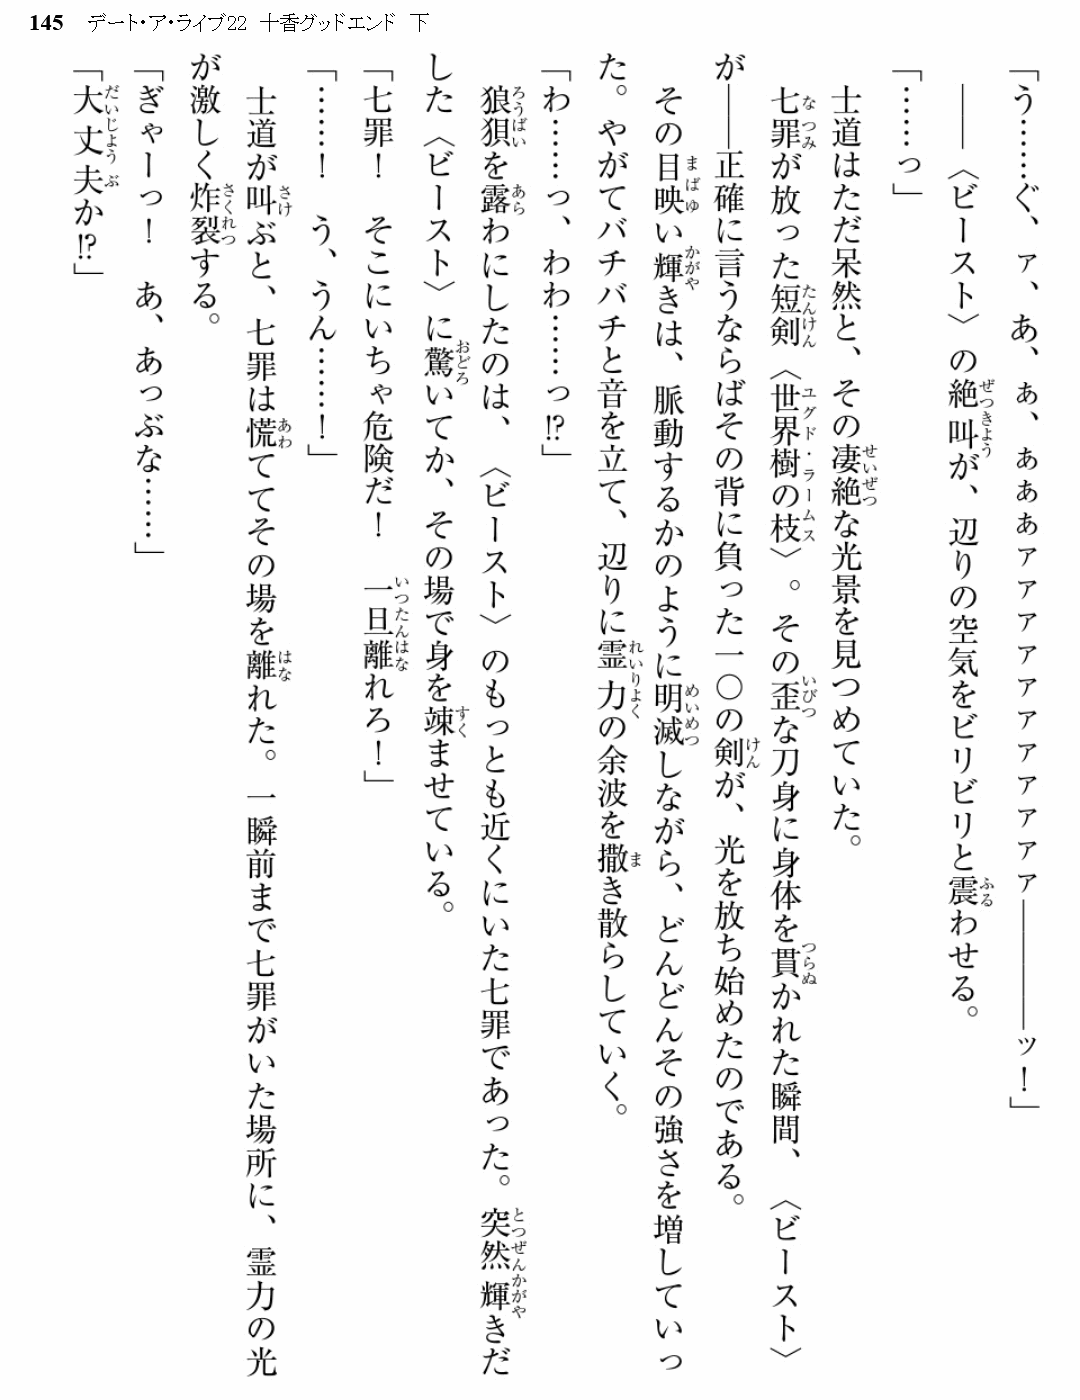 145 デート・ア・ライブ22 十香グッドエンド 下
「う……ぐ、ァ、あ、ぁ、ぁぁぁァァァァァァァァァァァ――――ッ！」
――〈ビースト〉の絶叫が、辺りの空気をビリビリと震わせる。
「……っ」
士道はただ呆然と、その凄絶な光景を見つめていた。
七罪が放った短剣〈世界樹の枝〉。その歪な刀身に身体を貫かれた瞬間、〈ビースト〉
が――正確に言うならばその背に負った一〇の剣が、光を放ち始めたのである。
その目映い輝きは、脈動するかのように明滅しながら、どんどんその強さを増していっ
た。やがてバチバチと音を立て、辺りに霊力の余波を撒き散らしていく。
「わ……っ、わわ……っ⁉」
狼狽を露わにしたのは、〈ビースト〉のもっとも近くにいた七罪であった。突然輝きだ
した〈ビースト〉に驚いてか、その場で身を竦ませている。
「七罪！　そこにいちゃ危険だ！　一旦離れろ！」
「……！　う、うん……！」
士道が叫ぶと、七罪は慌ててその場を離れた。一瞬前まで七罪がいた場所に、霊力の光
が激しく炸裂する。
「ぎゃーっ！　あ、あっぶな……」
「大丈夫か⁉」